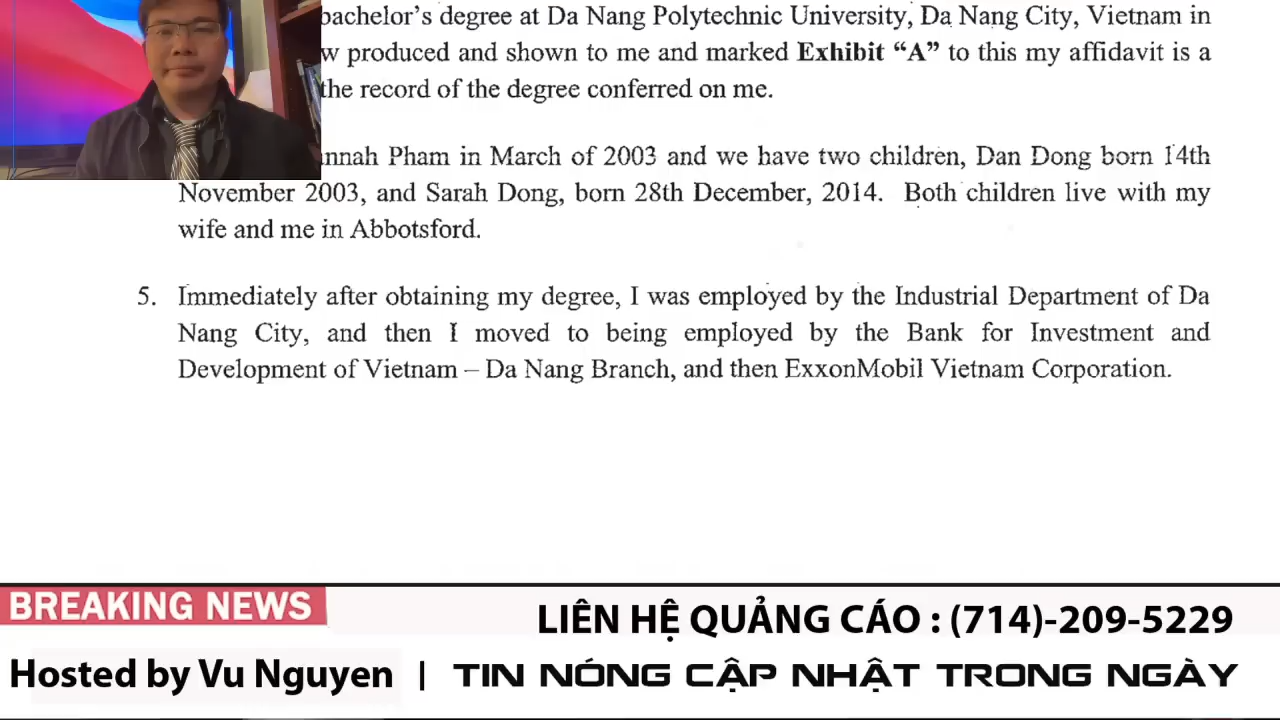 bachelor’s degree at Da Nang Polytechnic University, Da Nang City, Vietnam in
produced and shown to me and marked Exhibit “A” to this my affidavit is a
the record of the degree conferred on me.
Pham in March of 2003 and we have two children, Dan Dong born 14th
November 2003, and Sarah Dong, born 28th December, 2014. Both children live with my
wife and me in Abbotsford.
5. Immediately after obtaining my degree, I was employed by the Industrial Department of Da
Nang City, and then I moved to being employed by the Bank for Investment and
Development of Vietnam – Da Nang Branch, and then ExxonMobil Vietnam Corporation.
BREAKING NEWS
LIÊN HỆ QUẢNG CÁO : (714)-209-5229
Hosted by Vu Nguyen | TIN NÓNG CẬP NHẬT TRONG NGÀY